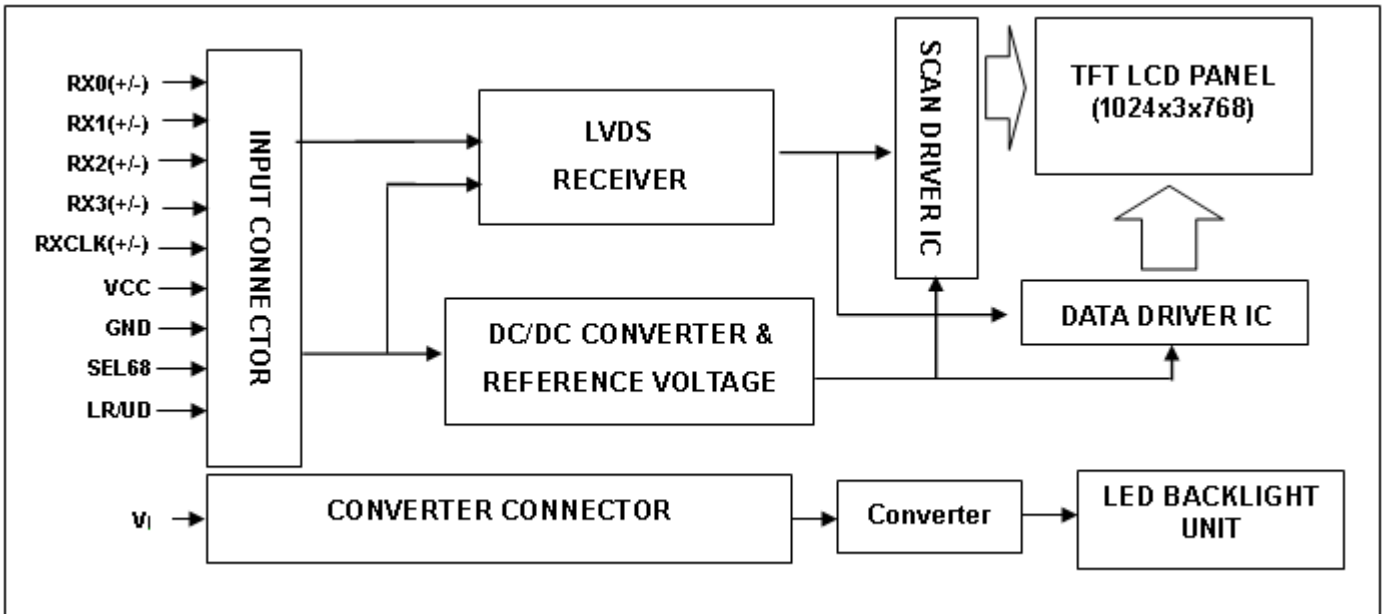 RX0(+/-)
RX1(+/-)
RX2(+/-)
RX3(+/-)
RXCLK(+/-)
VCC
GND
SEL68
LR/UD
INPUT CONNECTOR
LVDS
RECEIVER
DC/DC CONVERTER &
REFERENCE VOLTAGE
SCAN DRIVER IC
TFT LCD PANEL
(1024x3x768)
DATA DRIVER IC
VI
CONVERTER CONNECTOR
Converter
LED BACKLIGHT
UNIT